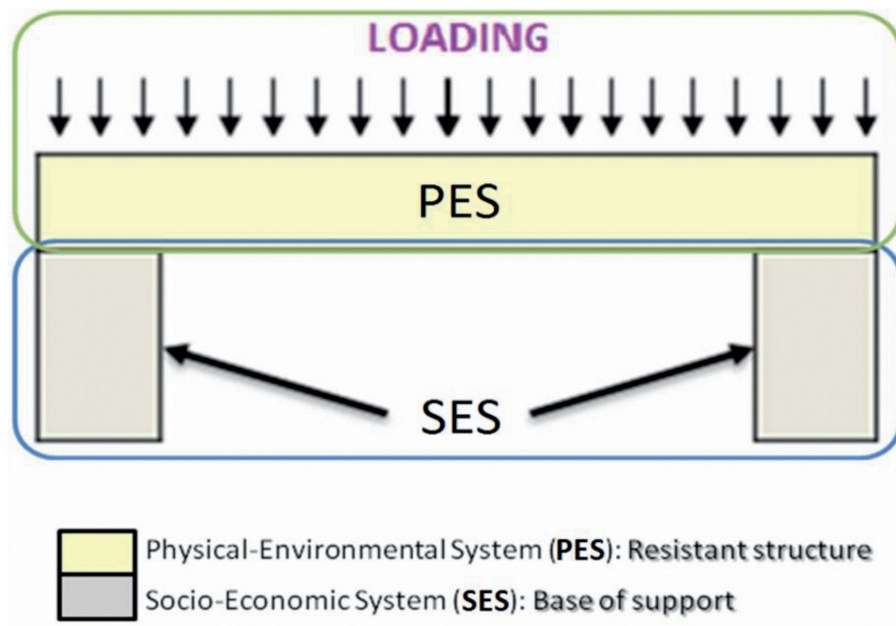 LOADING
PES
SES
Physical-Environmental System (PES): Resistant structure
Socio-Economic System (SES): Base of support